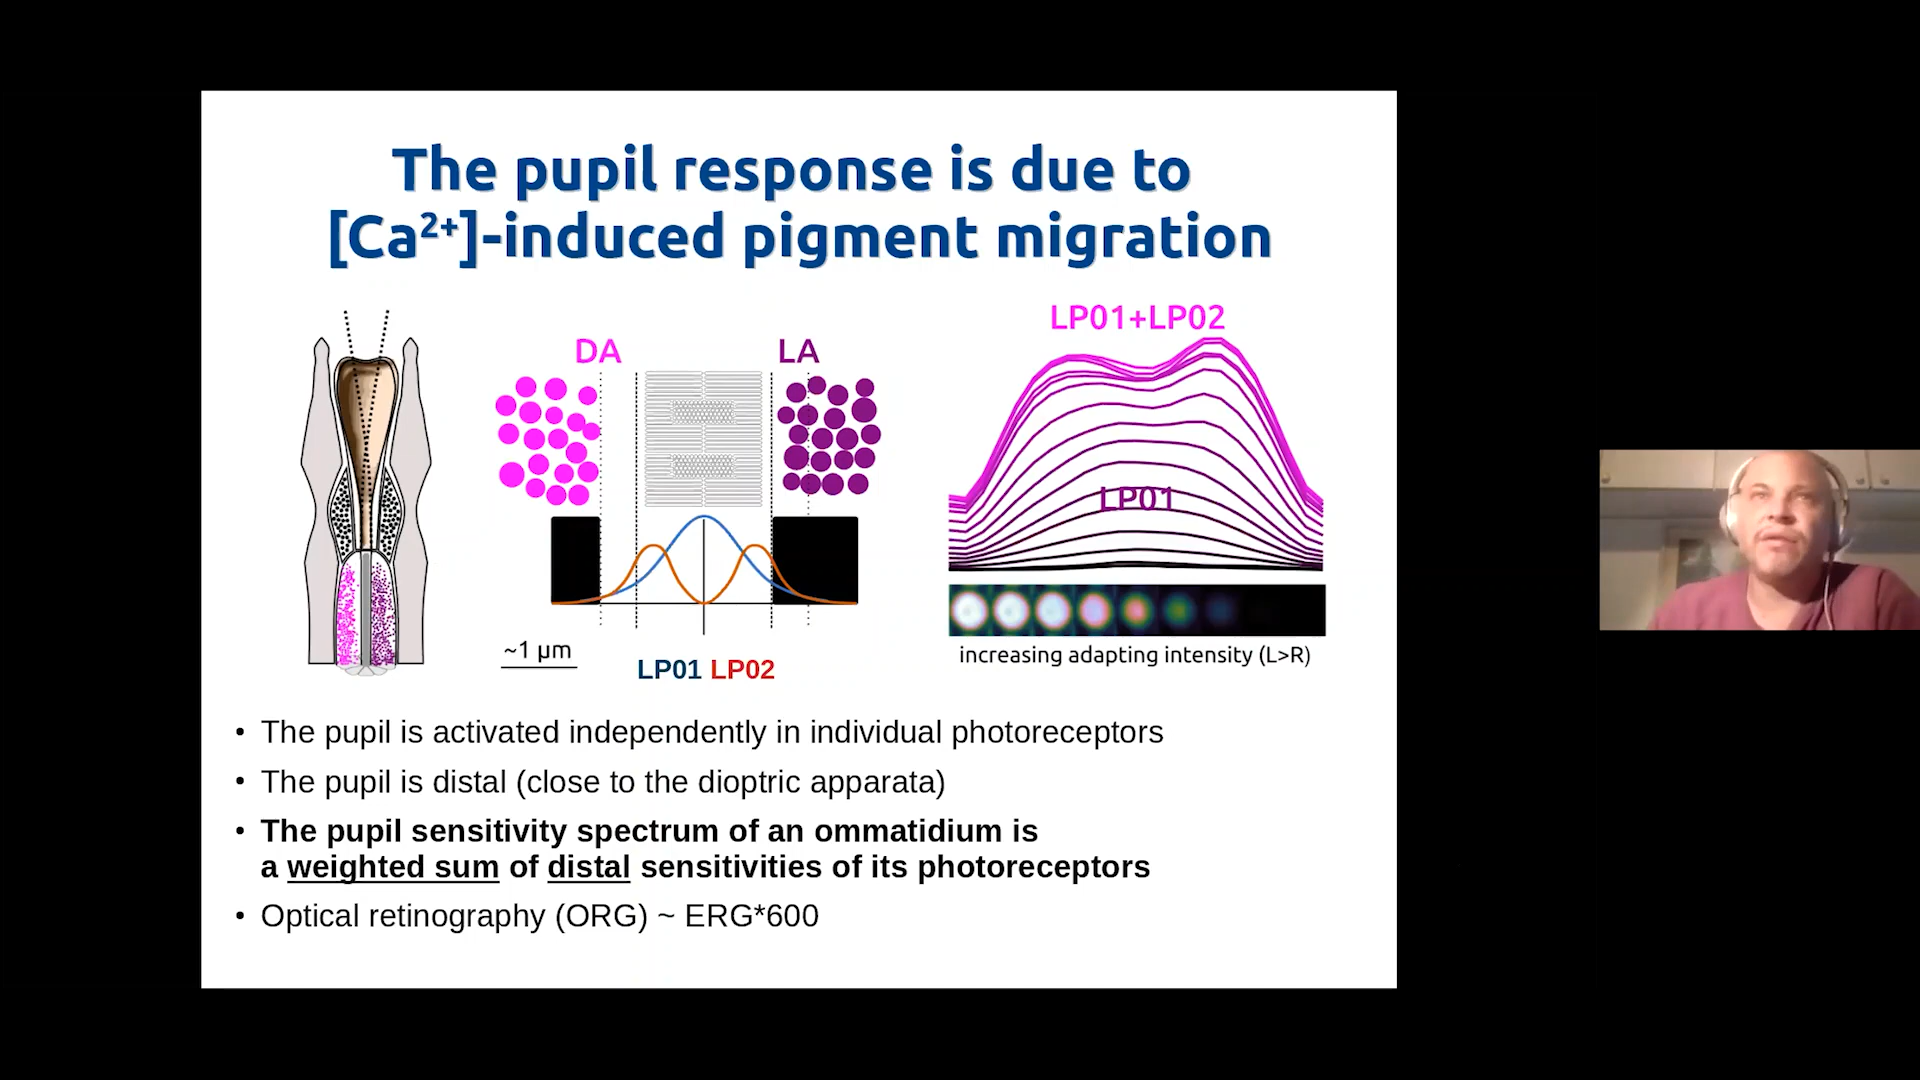 The pupil response is due to
[Ca²⁺]-induced pigment migration
DA
LA
~1 µm
LP01 LP02
LP01+LP02
LP01
increasing adapting intensity (L>R)
• The pupil is activated independently in individual photoreceptors
• The pupil is distal (close to the dioptric apparata)
• The pupil sensitivity spectrum of an ommatidium is
a weighted sum of distal sensitivities of its photoreceptors
• Optical retinography (ORG) ~ ERG*600